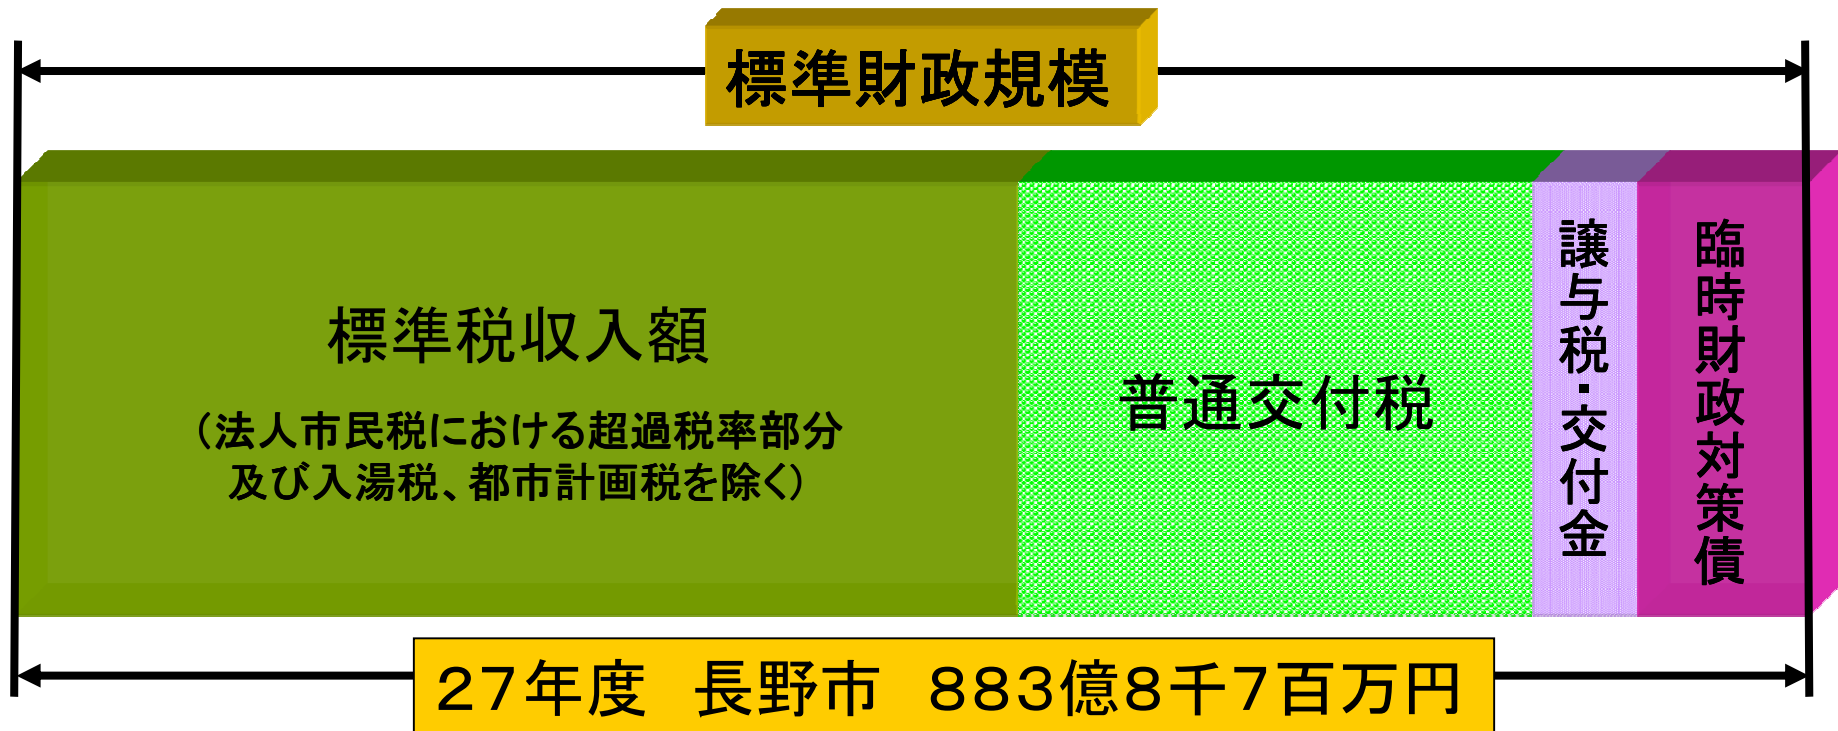 標準財政規模
標準税収入額
（法人市民税における超過税率部分
及び入湯税、都市計画税を除く）
普通交付税
譲与税・交付金
臨時財政対策債
２７年度　長野市　８８３億８千７百万円